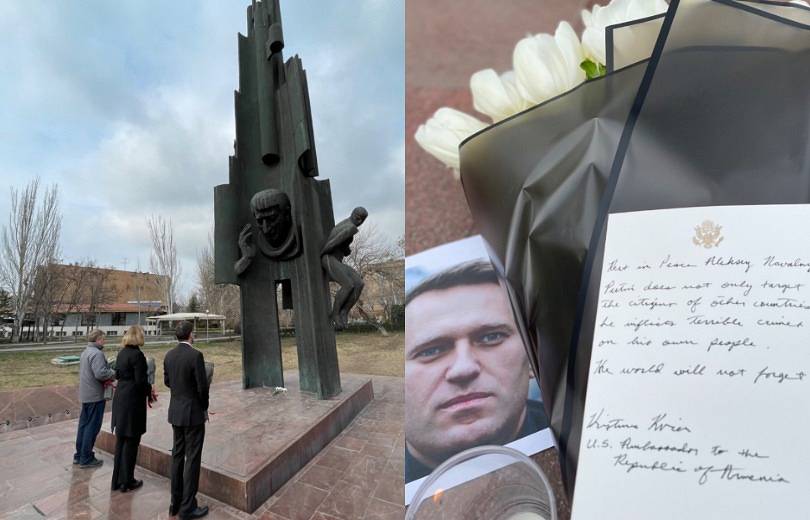 Rest in Peace Aleksey Navalny
Putin does not only target
the citizens of other countries
he inflicts terrible crimes
on his own people.
The world will not forget
Kristina Kvien
U.S. Ambassador to the
Republic of Armenia